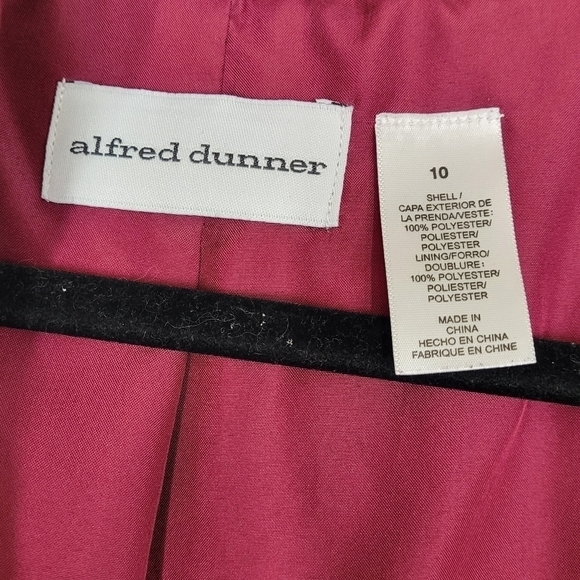 alfred dunner
10
SHELL/
CAPA EXTERIOR DE
LA PRENDA/VESTE:
100% POLYESTER/
POLIESTER/
POLYESTER
LINING/FORRO/
DOUBLURE:
100% POLYESTER/
POLIESTER/
POLYESTER
MADE IN
CHINA
HECHO EN CHINA
FABRIQUE EN CHINE